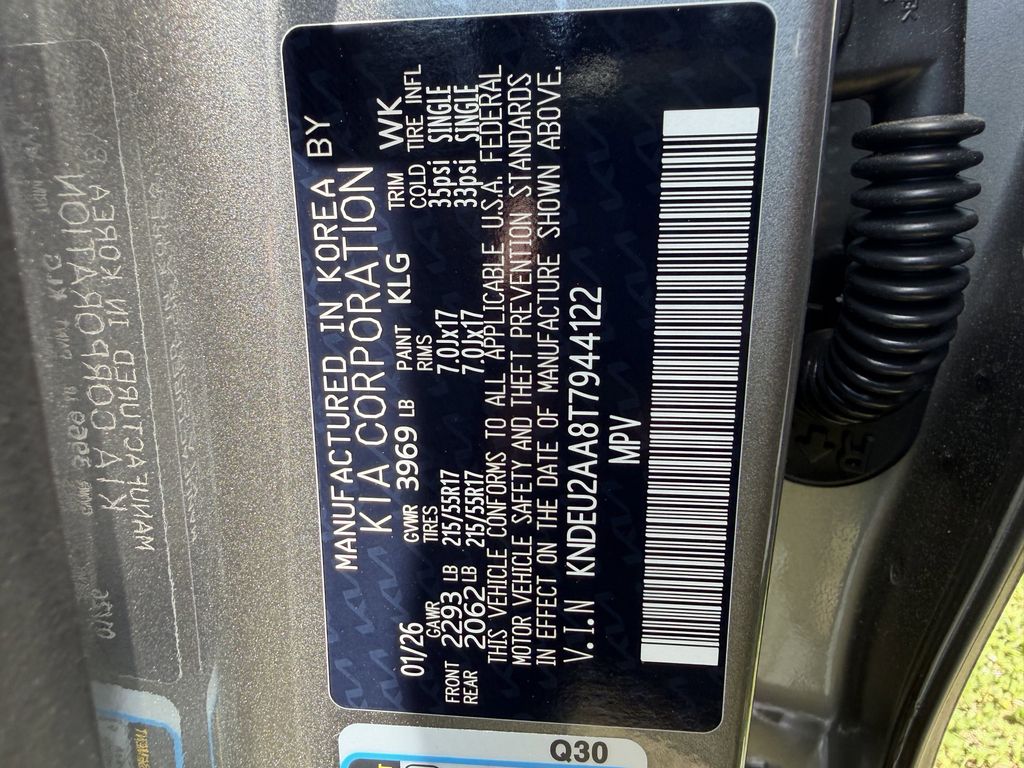 MANUFACTURED IN KOREA BY
KIA CORPORATION
01/26 GVWR 3969 LB PAINT KLG TRIM WK
GAWR TIRES RIMS COLD TIRE INFL
FRONT 2293 LB 215/55R17 7.0Jx17 35psi SINGLE
REAR 2062 LB 215/55R17 7.0Jx17 33psi SINGLE
THIS VEHICLE CONFORMS TO ALL APPLICABLE U.S.A. FEDERAL
MOTOR VEHICLE SAFETY AND THEFT PREVENTION STANDARDS
IN EFFECT ON THE DATE OF MANUFACTURE SHOWN ABOVE.
V.I.N KNDEU2AA8T7944122
MPV
Q30